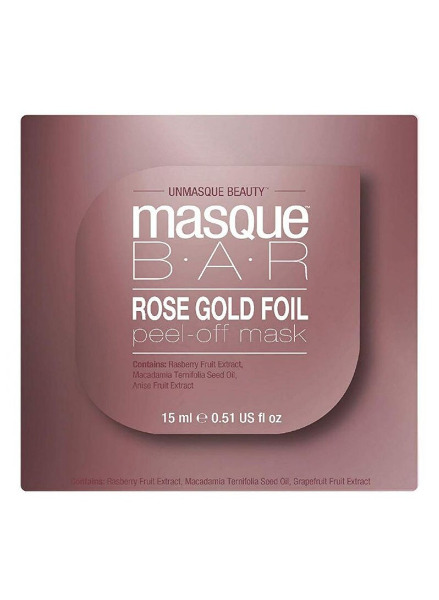 UNMASQUE BEAUTY™
masque™
B·A·R
ROSE GOLD FOIL
peel-off mask
Contains: Rasberry Fruit Extract,
Macadamia Ternifolia Seed Oil,
Anise Fruit Extract
15 ml ℮ 0.51 US fl oz
Contains: Rasberry Fruit Extract, Macadamia Ternifolia Seed Oil, Grapefruit Fruit Extract